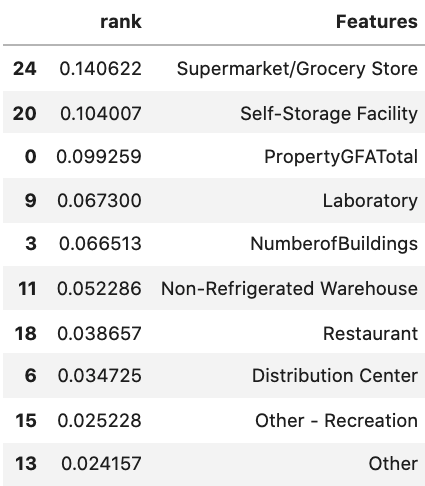 rank Features
24 0.140622 Supermarket/Grocery Store
20 0.104007 Self-Storage Facility
0 0.099259 PropertyGFATotal
9 0.067300 Laboratory
3 0.066513 NumberofBuildings
11 0.052286 Non-Refrigerated Warehouse
18 0.038657 Restaurant
6 0.034725 Distribution Center
15 0.025228 Other - Recreation
13 0.024157 Other